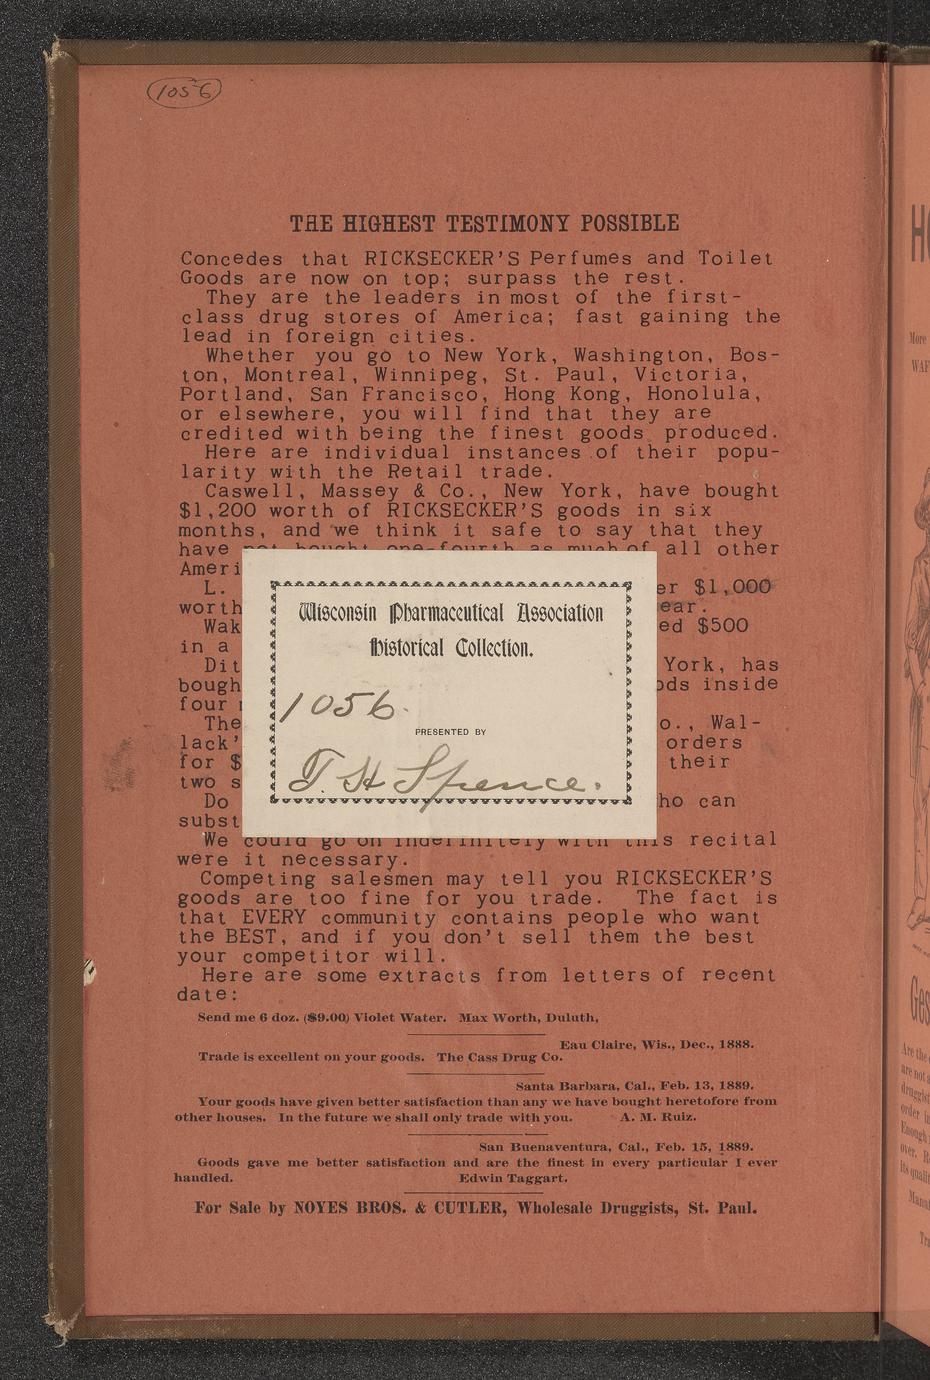 1056
THE HIGHEST TESTIMONY POSSIBLE
Concedes that RICKSECKER'S Perfumes and Toilet
Goods are now on top; surpass the rest.
They are the leaders in most of the first-
class drug stores of America; fast gaining the
lead in foreign cities.
Whether you go to New York, Washington, Bos-
ton, Montreal, Winnipeg, St. Paul, Victoria,
Portland, San Francisco, Hong Kong, Honolula,
or elsewhere, you will find that they are
credited with being the finest goods produced.
Here are individual instances of their popu-
larity with the Retail trade.
Caswell, Massey & Co., New York, have bought
$1,200 worth of RICKSECKER'S goods in six
months, and we think it safe to say that they
have not bought one-fourth as much of all other
Ameri
L. er $1,000
worth ear.
Wak ed $500
in a
Dit York, has
bough ods inside
four
The o., Wal-
lack' orders
for $ their
two s
Do ho can
subst
Wisconsin Pharmaceutical Association
Historical Collection.
1056.
PRESENTED BY
T. H. Spence.
We could go on indefinitely with this recital
were it necessary.
Competing salesmen may tell you RICKSECKER'S
goods are too fine for you trade. The fact is
that EVERY community contains people who want
the BEST, and if you don't sell them the best
your competitor will.
Here are some extracts from letters of recent
date:
Send me 6 doz. ($9.00) Violet Water. Max Worth, Duluth,
Eau Claire, Wis., Dec., 1888.
Trade is excellent on your goods. The Cass Drug Co.
Santa Barbara, Cal., Feb. 13, 1889.
Your goods have given better satisfaction than any we have bought heretofore from
other houses. In the future we shall only trade with you. A. M. Ruiz.
San Buenaventura, Cal., Feb. 15, 1889.
Goods gave me better satisfaction and are the finest in every particular I ever
handled. Edwin Taggart.
For Sale by NOYES BROS. & CUTLER, Wholesale Druggists, St. Paul.